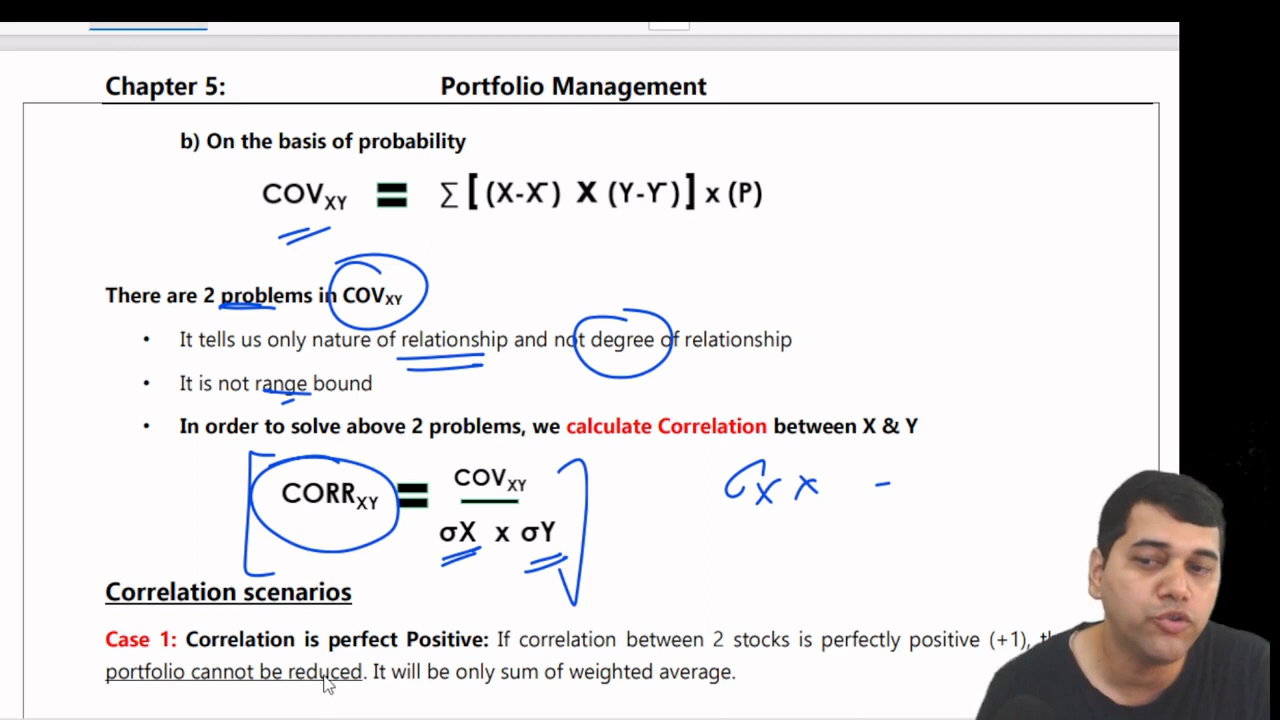 Chapter 5: Portfolio Management
b) On the basis of probability
COVXY = ∑ [ (X-X̄) X (Y-Ȳ) ] x (P)
There are 2 problems in COVXY
• It tells us only nature of relationship and not degree of relationship
• It is not range bound
• In order to solve above 2 problems, we calculate Correlation between X & Y
CORRXY = COVXY
σX x σY
σx x -
Correlation scenarios
Case 1: Correlation is perfect Positive: If correlation between 2 stocks is perfectly positive (+1),
portfolio cannot be reduced. It will be only sum of weighted average.